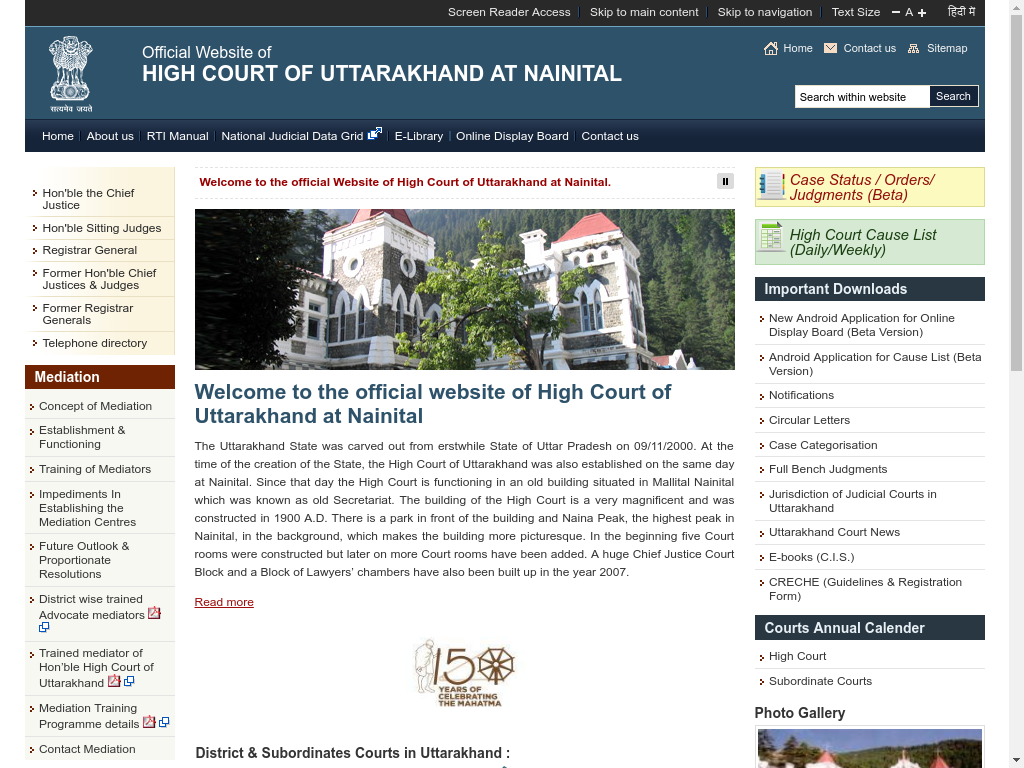 Screen Reader Access
Skip to main content
Skip to navigation
Text Size
A
हिंदी में
सत्यमेव जयते
Official Website of
HIGH COURT OF UTTARAKHAND AT NAINITAL
Home
Contact us
Sitemap
Search within website
Search
Home
About us
RTI Manual
National Judicial Data Grid
E-Library
Online Display Board
Contact us
Hon'ble the Chief
Justice
Hon'ble Sitting Judges
Registrar General
Former Hon'ble Chief
Justices & Judges
Former Registrar
Generals
Telephone directory
Mediation
Concept of Mediation
Establishment &
Functioning
Training of Mediators
Impediments In
Establishing the
Mediation Centres
Future Outlook &
Proportionate
Resolutions
District wise trained
Advocate mediators
Trained mediator of
Hon'ble High Court of
Uttarakhand
Mediation Training
Programme details
Contact Mediation
Welcome to the official Website of High Court of Uttarakhand at Nainital.
Welcome to the official website of High Court of
Uttarakhand at Nainital
The Uttarakhand State was carved out from erstwhile State of Uttar Pradesh on 09/11/2000. At the
time of the creation of the State, the High Court of Uttarakhand was also established on the same day
at Nainital. Since that day the High Court is functioning in an old building situated in Mallital Nainital
which was known as old Secretariat. The building of the High Court is a very magnificent and was
constructed in 1900 A.D. There is a park in front of the building and Naina Peak, the highest peak in
Nainital, in the background, which makes the building more picturesque. In the beginning five Court
rooms were constructed but later on more Court rooms have been added. A huge Chief Justice Court
Block and a Block of Lawyers' chambers have also been built up in the year 2007.
Read more
150
YEARS OF
CELEBRATING
THE MAHATMA
District & Subordinates Courts in Uttarakhand :
Case Status / Orders/
Judgments (Beta)
High Court Cause List
(Daily/Weekly)
Important Downloads
New Android Application for Online
Display Board (Beta Version)
Android Application for Cause List (Beta
Version)
Notifications
Circular Letters
Case Categorisation
Full Bench Judgments
Jurisdiction of Judicial Courts in
Uttarakhand
Uttarakhand Court News
E-books (C.I.S.)
CRECHE (Guidelines & Registration
Form)
Courts Annual Calender
High Court
Subordinate Courts
Photo Gallery